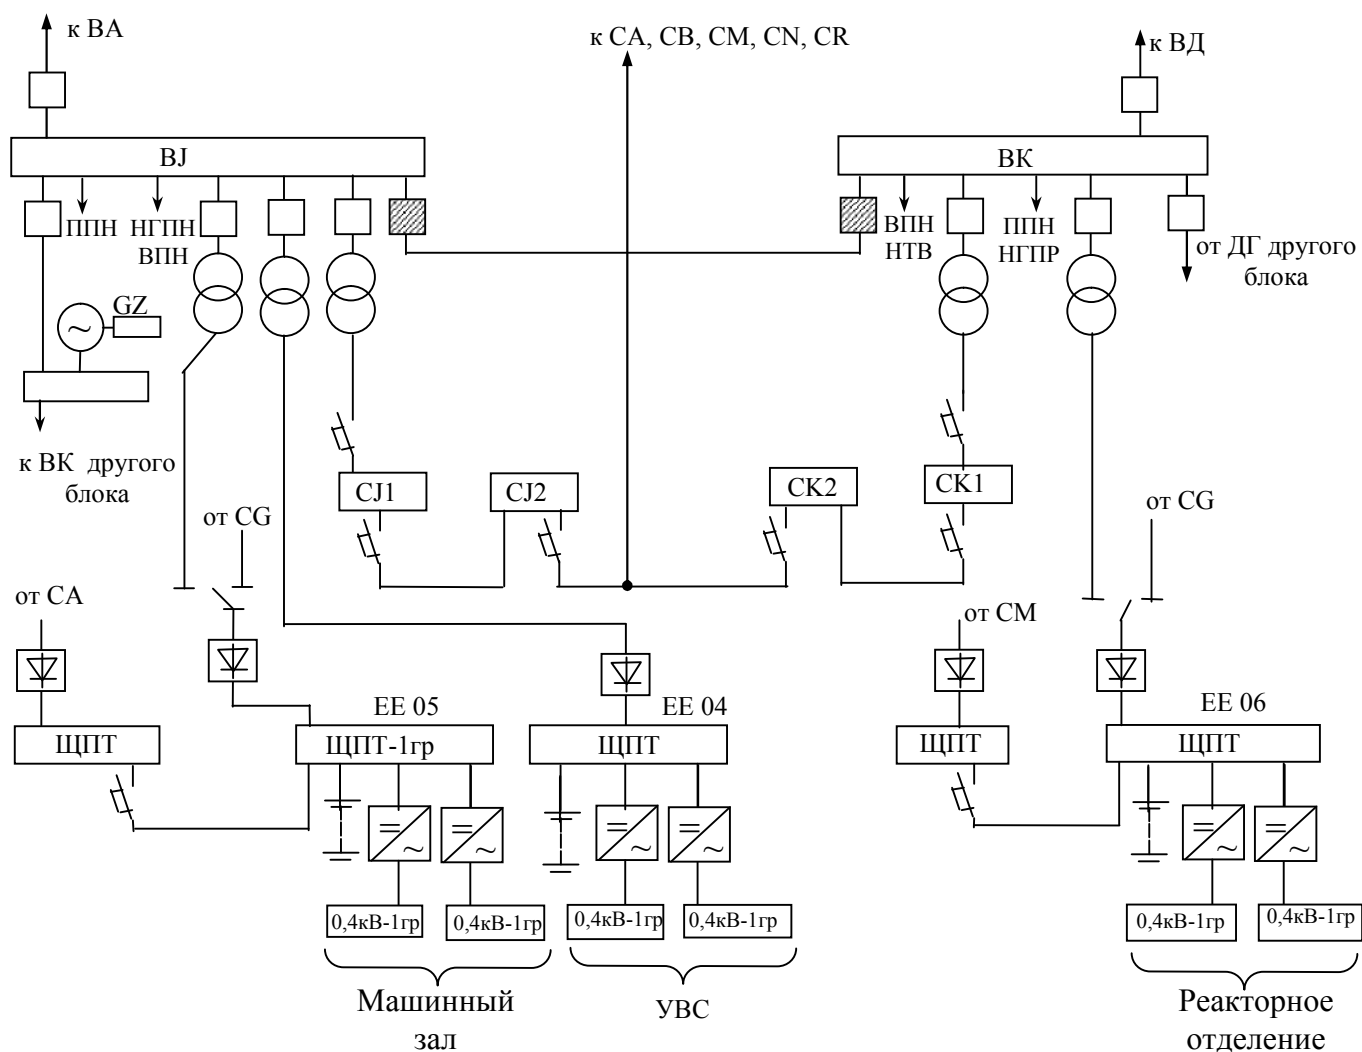 к ВА
к СА, СВ, СМ, CN, CR
к ВД
BJ
ВК
ППН
НГПН
ВПН
ВПН
НТВ
ППН
НГПР
от ДГ другого
блока
GZ
~
к ВК другого
блока
CJ1
CJ2
СК2
СК1
от CG
от CG
от СА
от СМ
ЕЕ 05
ЕЕ 04
ЕЕ 06
ЩПТ
ЩПТ-1гр
ЩПТ
ЩПТ
ЩПТ
= ~
= ~
= ~
= ~
= ~
= ~
0,4кВ-1гр
0,4кВ-1гр
0,4кВ-1гр
0,4кВ-1гр
0,4кВ-1гр
0,4кВ-1гр
Машинный
зал
УВС
Реакторное
отделение